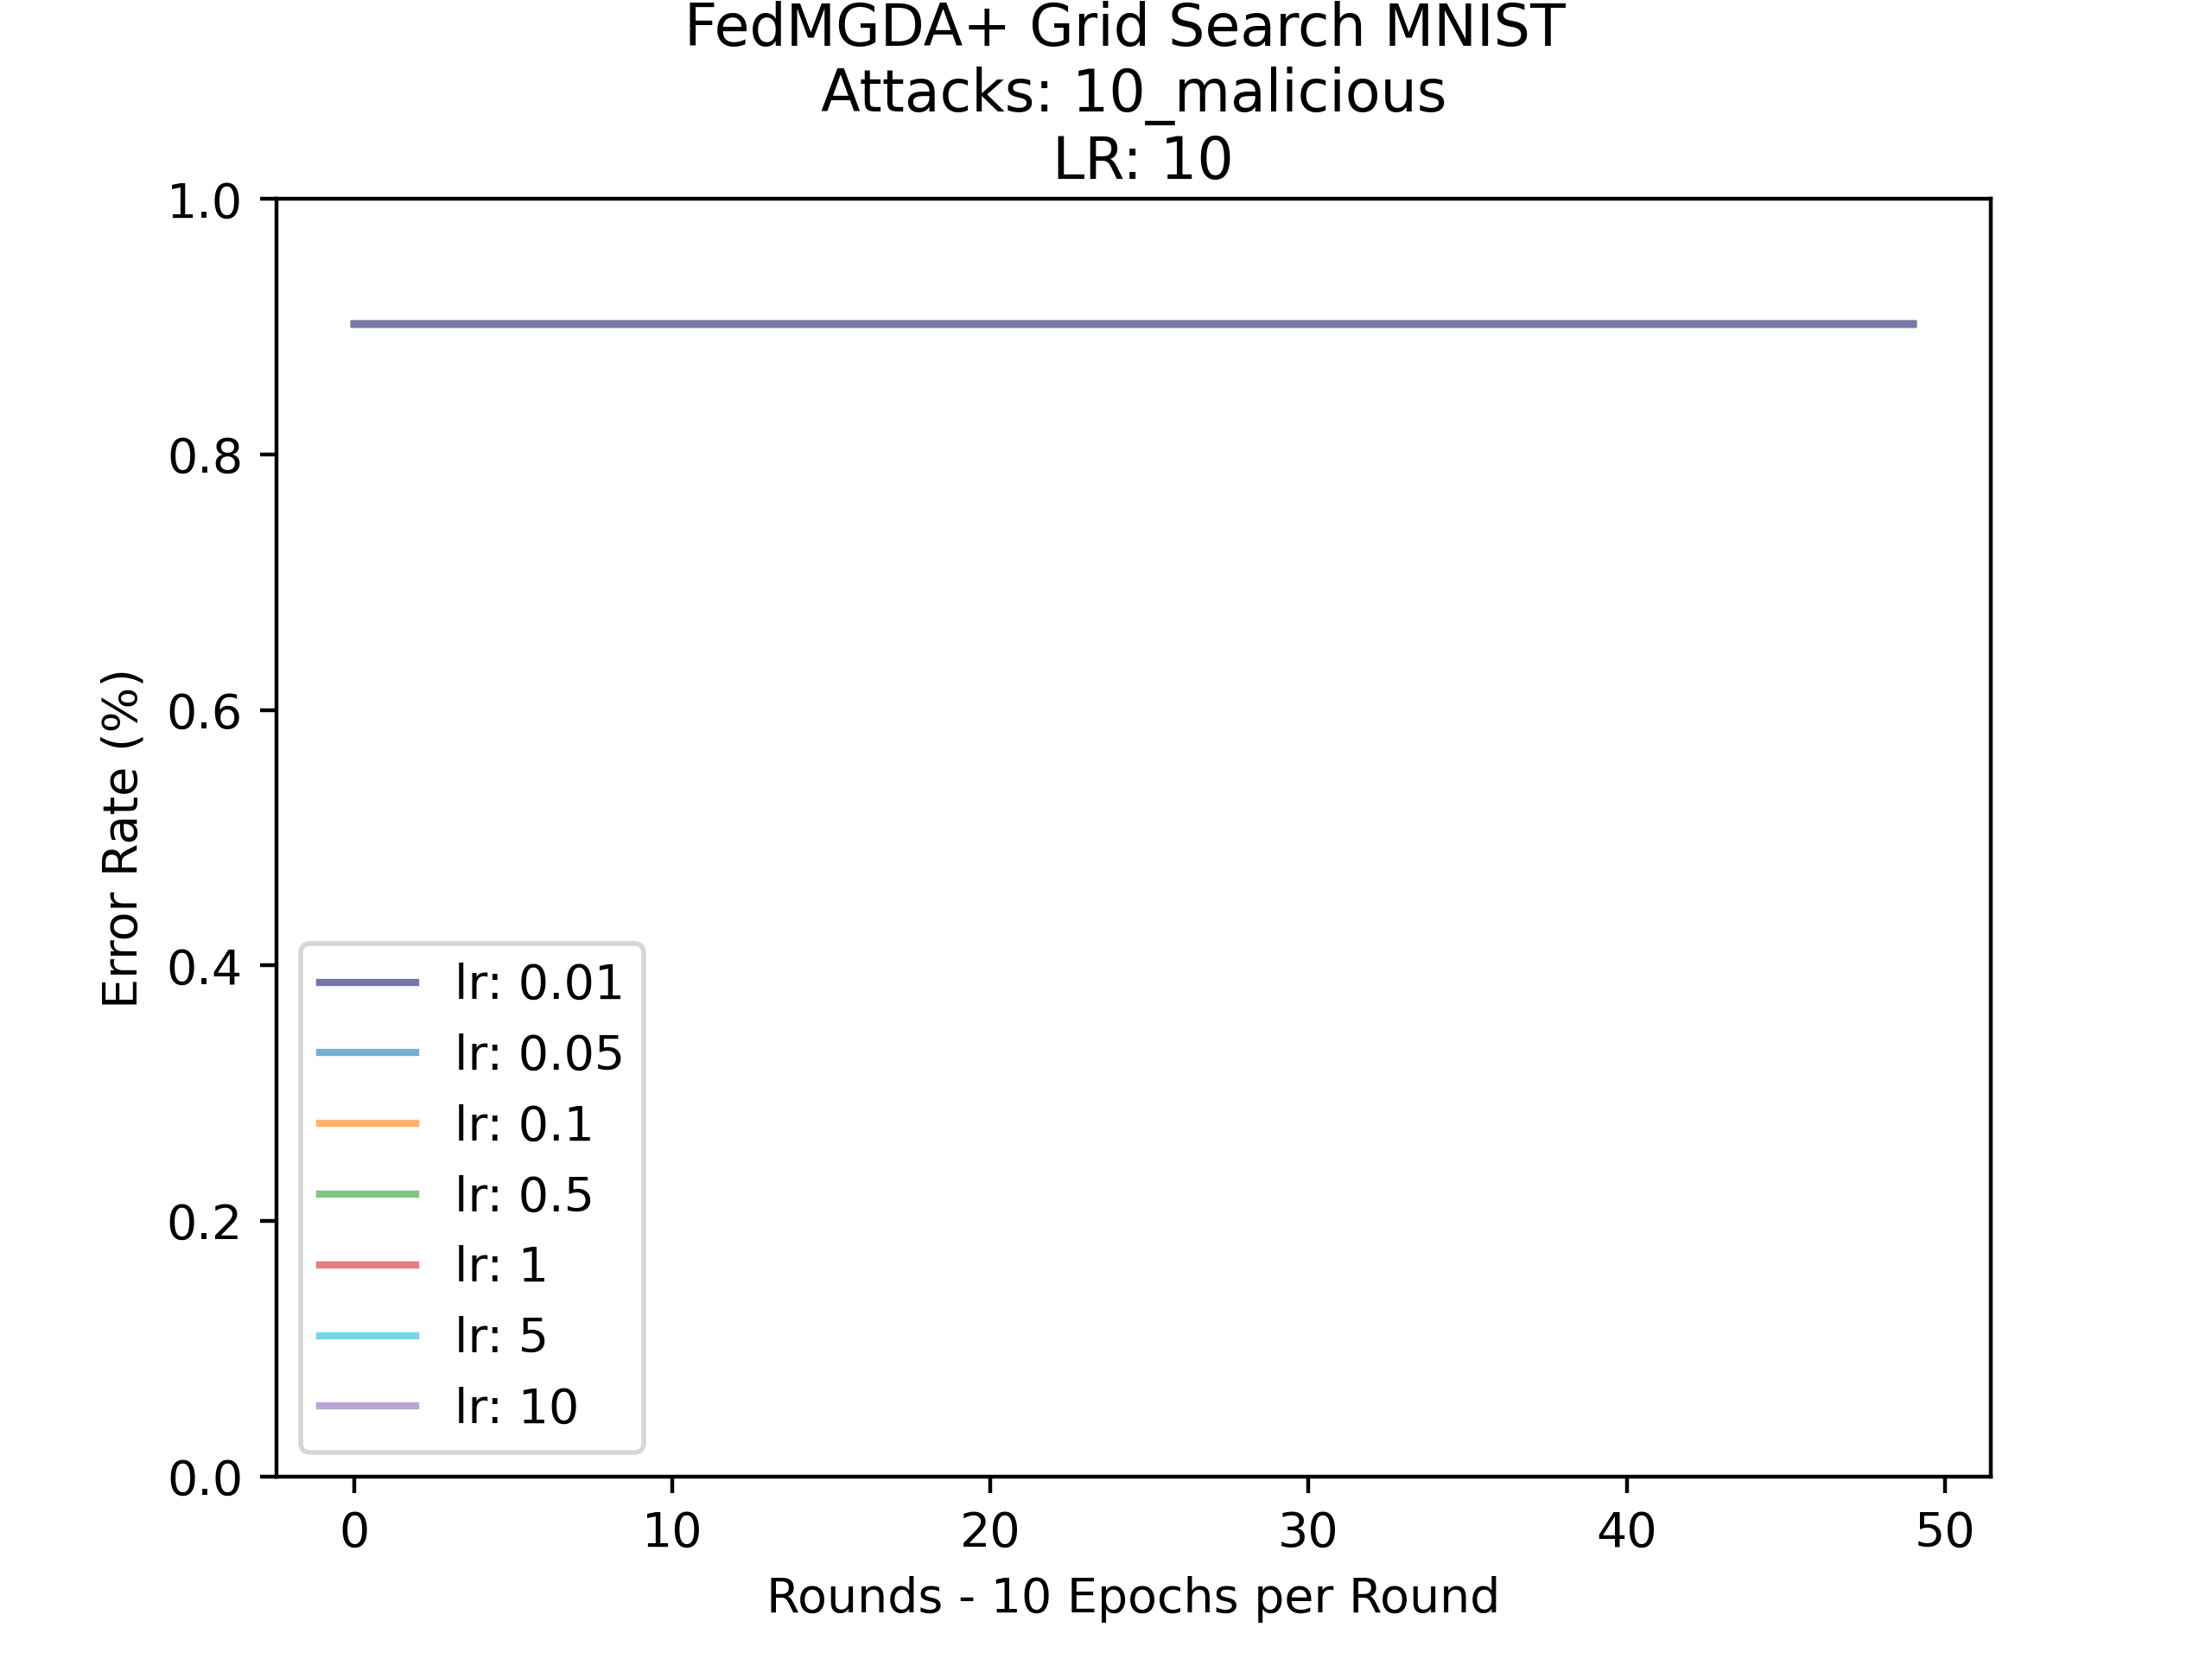 FedMGDA+ Grid Search MNIST
Attacks: 10_malicious
LR: 10
1.0
0.8
0.6
0.4
0.2
0.0
Error Rate (%)
lr: 0.01
lr: 0.05
lr: 0.1
lr: 0.5
lr: 1
lr: 5
lr: 10
0 10 20 30 40 50
Rounds - 10 Epochs per Round